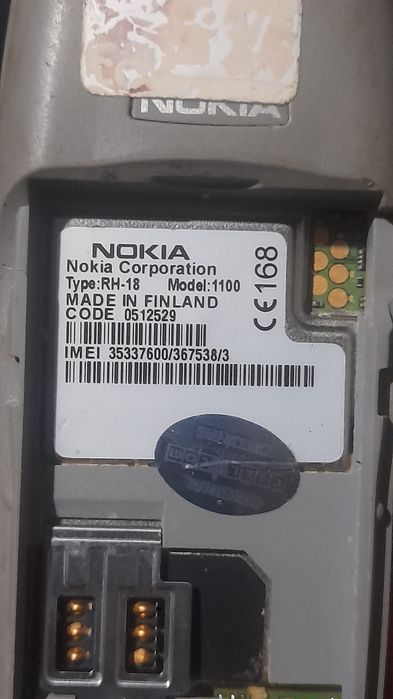 NOKIA
NOKIA
Nokia Corporation
Type:RH-18 Model:1100
MADE IN FINLAND
CODE 0512529
IMEI 35337600/367538/3
CE168